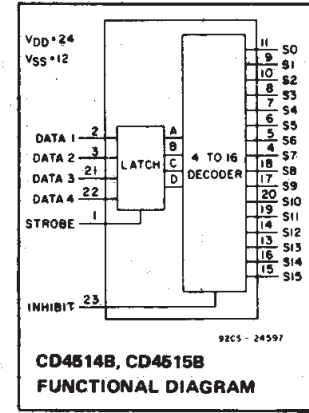 VDD=24
VSS=12
DATA 1 2
DATA 2 3
DATA 3 21
DATA 4 22
STROBE 1
INHIBIT 23
LATCH
A
B
C
D
4 TO 16
DECODER
11 S0
9 S1
10 S2
8 S3
7 S4
6 S5
5 S6
4 S7
18 S8
17 S9
20 S10
19 S11
14 S12
13 S13
16 S14
15 S15
92CS-24597
CD4514B, CD4515B
FUNCTIONAL DIAGRAM